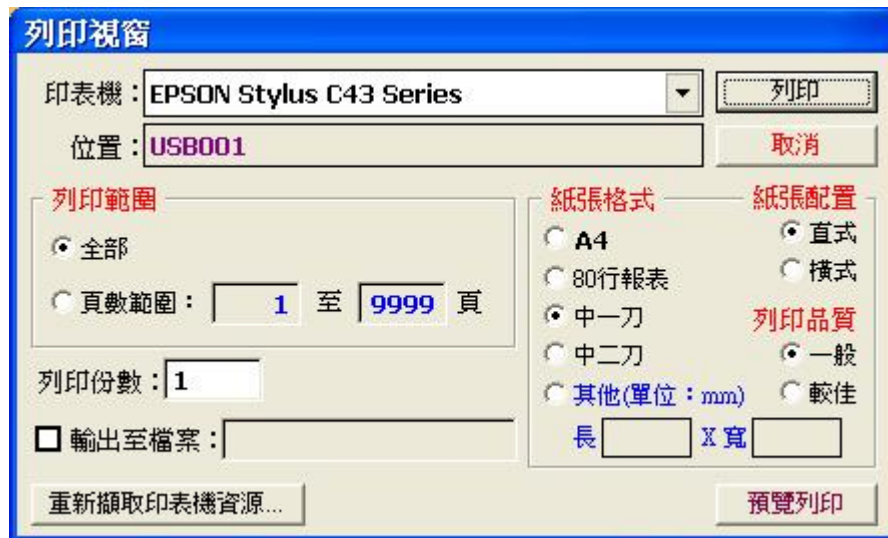 列印視窗
印表機：EPSON Stylus C43 Series
列印
位置：USB001
取消
列印範圍
全部
頁數範圍： 1 至 9999 頁
列印份數：1
輸出至檔案：
重新擷取印表機資源...
紙張格式
A4
80行報表
中一刀
中二刀
其他(單位：mm)
長 X 寬
紙張配置
直式
橫式
列印品質
一般
較佳
預覽列印